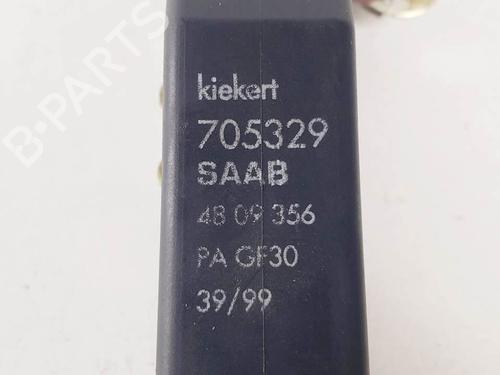 B-PARTS
kiekert
705329
SAAB
48 09 356
PA GF30
39/99